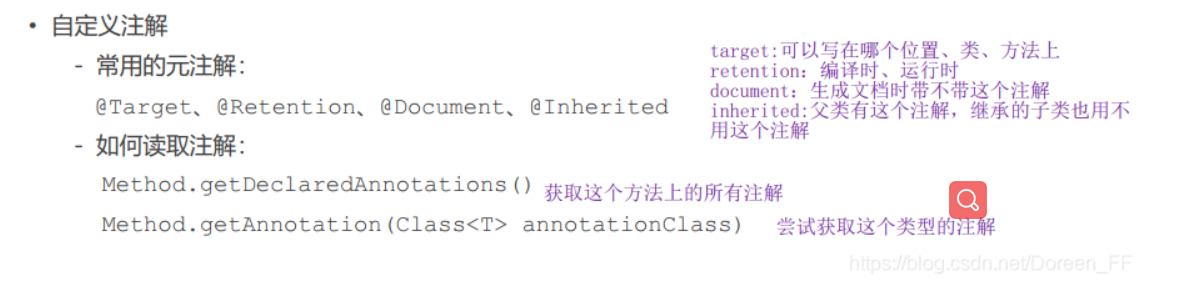 • 自定义注解
- 常用的元注解:
@Target、@Retention、@Document、@Inherited
target:可以写在哪个位置、类、方法上
retention: 编译时、运行时
document: 生成文档时带不带这个注解
inherited:父类有这个注解，继承的子类也用不
用这个注解
- 如何读取注解:
Method.getDeclaredAnnotations() 获取这个方法上的所有注解
Method.getAnnotation(Class<T> annotationClass) 尝试获取这个类型的注解
https://blog.csdn.net/Doreen_FF